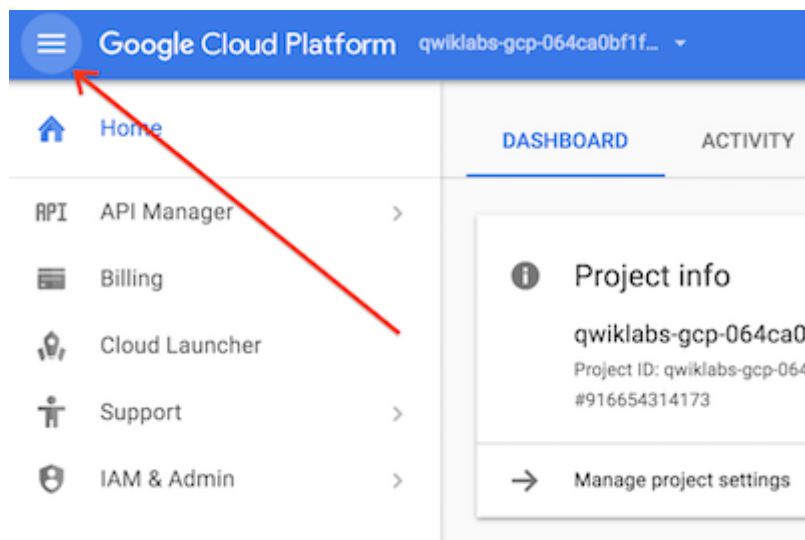 Google Cloud Platform qwiklabs-gcp-064ca0bf1f...
Home
API API Manager
Billing
Cloud Launcher
Support
IAM & Admin
DASHBOARD ACTIVITY
Project info
qwiklabs-gcp-064ca0
Project ID: qwiklabs-gcp-064
#916654314173
Manage project settings